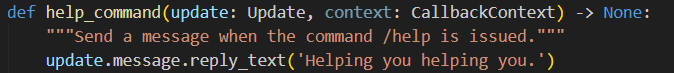 def help_command(update: Update, context: CallbackContext) -> None:
    """Send a message when the command /help is issued."""
    update.message.reply_text('Helping you helping you.')